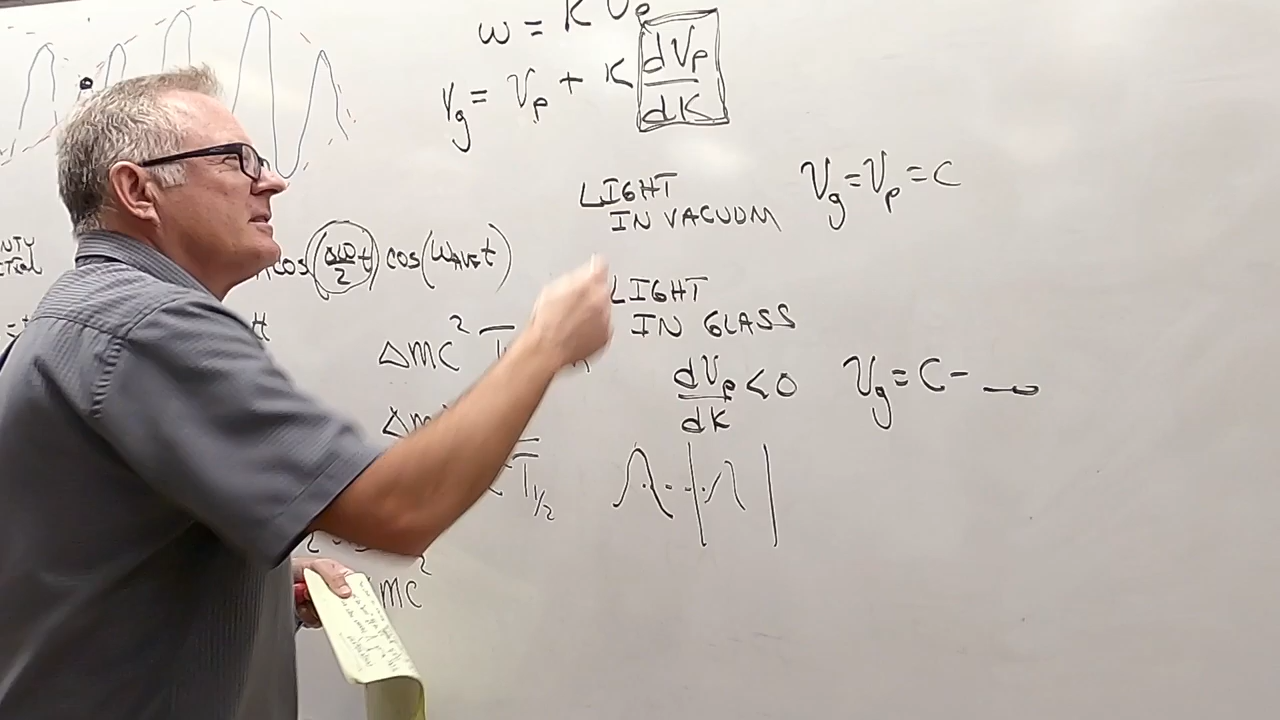 ω = K Vp
Vg = Vp + K dVp/dK
LIGHT
IN VACUUM
Vg = Vp = C
cos(Δω/2 t) cos(ωAVE t)
LIGHT
IN GLASS
ΔMC²
dVp/dK < 0
Vg = C -
T1/2
MC²